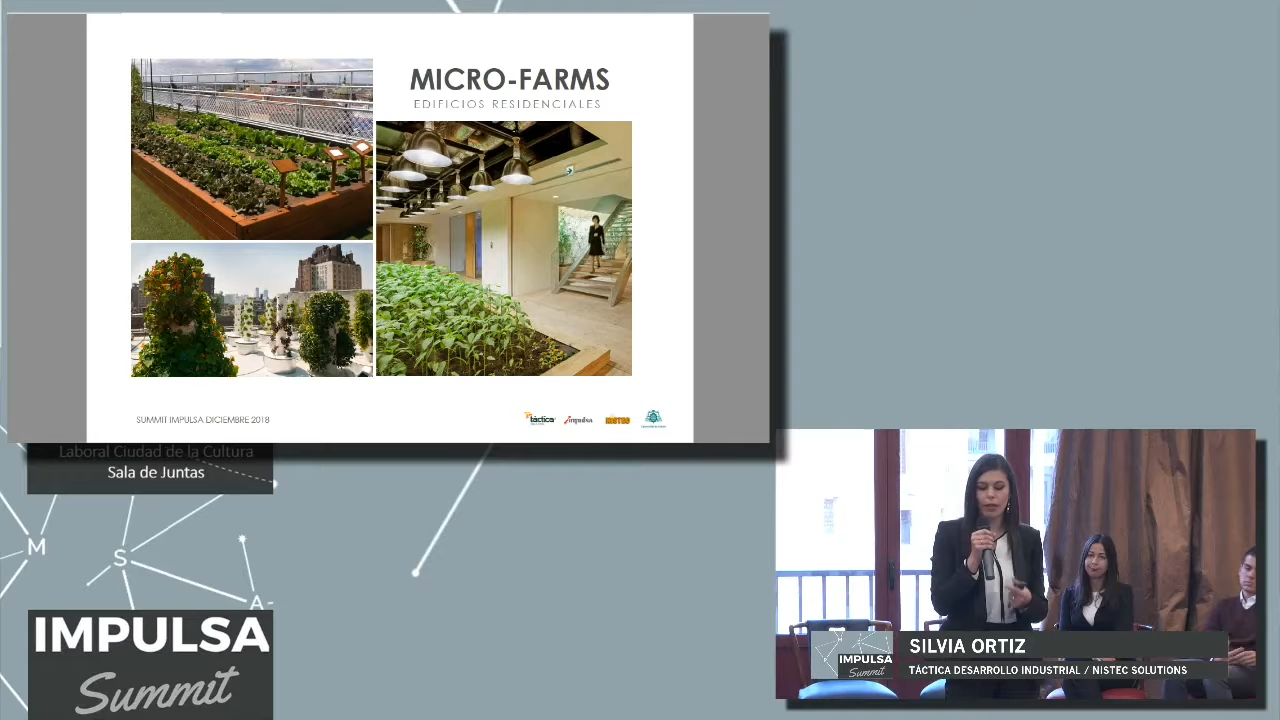 MICRO-FARMS
EDIFICIOS RESIDENCIALES
SUMMIT IMPULSA DICIEMBRE 2018
táctica
impulsa
NISTEC
Laboral Ciudad de la Cultura
Sala de Juntas
M
S
A
IMPULSA
Summit
IMPULSA
Summit
SILVIA ORTIZ
TÁCTICA DESARROLLO INDUSTRIAL / NISTEC SOLUTIONS